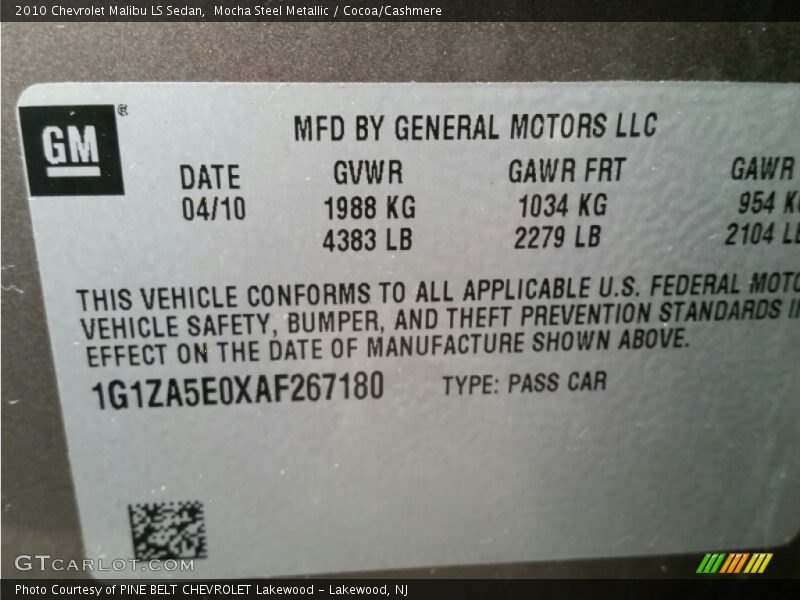 2010 Chevrolet Malibu LS Sedan,  Mocha Steel Metallic / Cocoa/Cashmere
GM ®
MFD BY GENERAL MOTORS LLC
DATE GVWR GAWR FRT GAWR
04/10 1988 KG 1034 KG 954
4383 LB 2279 LB 2104
THIS VEHICLE CONFORMS TO ALL APPLICABLE U.S. FEDERAL
VEHICLE SAFETY, BUMPER, AND THEFT PREVENTION STANDARDS
EFFECT ON THE DATE OF MANUFACTURE SHOWN ABOVE.
1G1ZA5E0XAF267180 TYPE: PASS CAR
GTCARLOT.COM
Photo Courtesy of PINE BELT CHEVROLET Lakewood - Lakewood, NJ